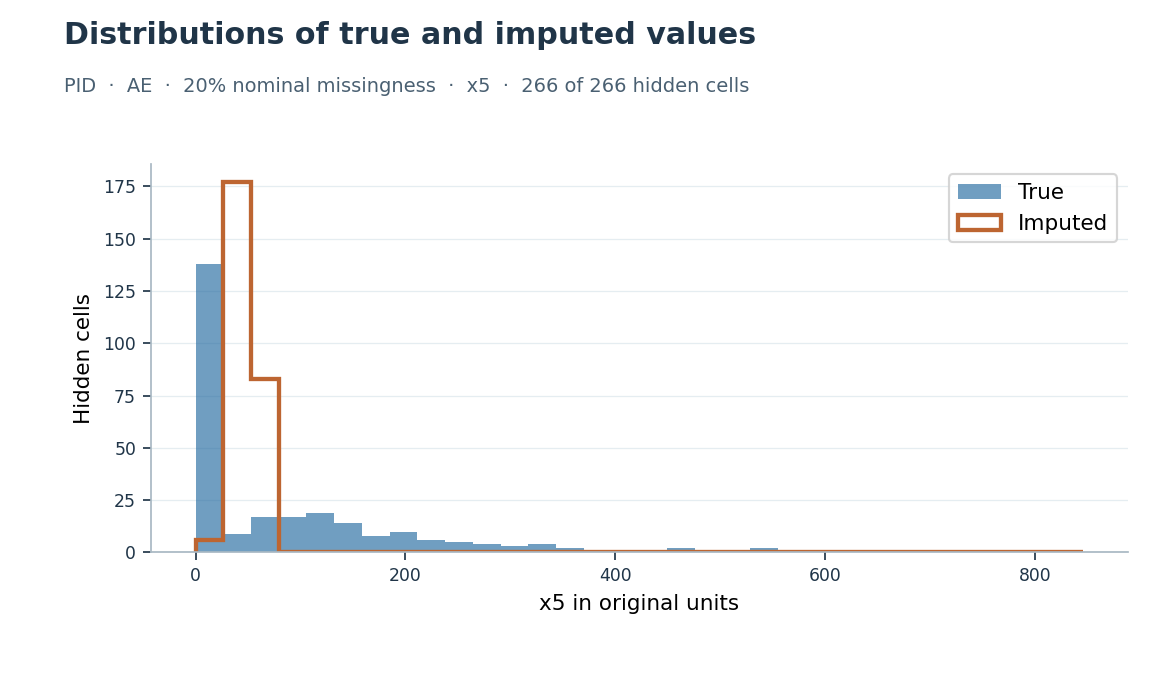 Distributions of true and imputed values
PID · AE · 20% nominal missingness · x5 · 266 of 266 hidden cells
175
150
125
100
75
50
25
0
Hidden cells
True
Imputed
0 200 400 600 800
x5 in original units